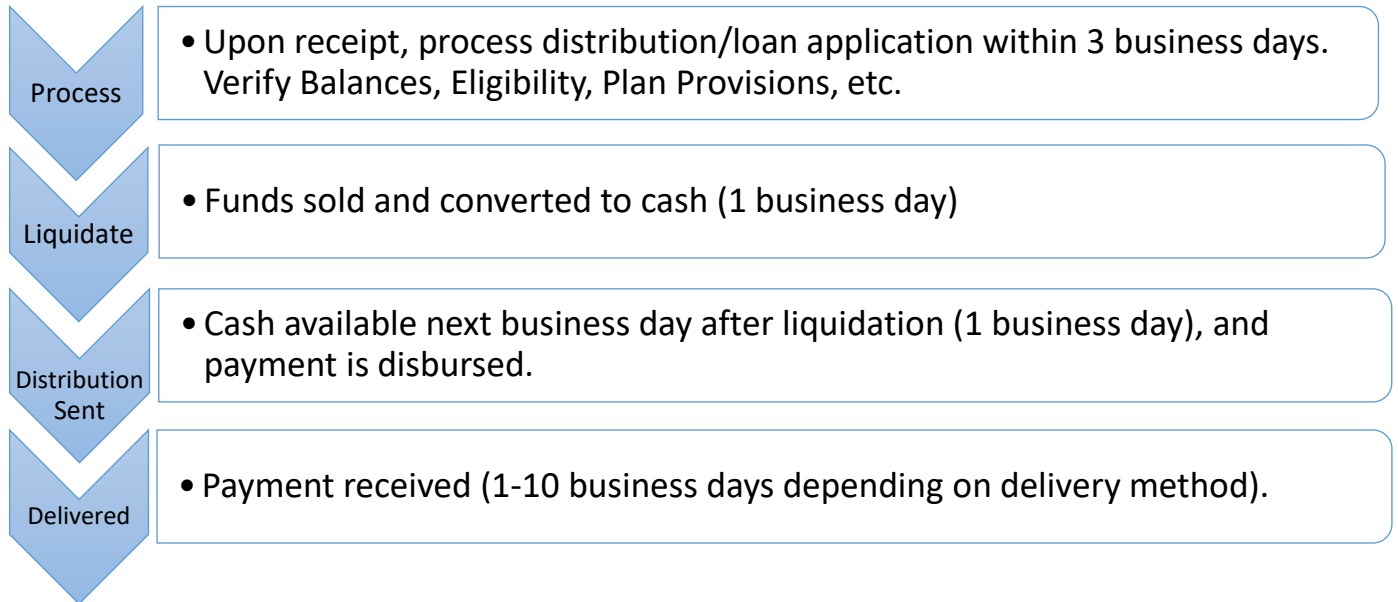 Process
• Upon receipt, process distribution/loan application within 3 business days.
Verify Balances, Eligibility, Plan Provisions, etc.
Liquidate
• Funds sold and converted to cash (1 business day)
Distribution
Sent
• Cash available next business day after liquidation (1 business day), and
payment is disbursed.
Delivered
• Payment received (1-10 business days depending on delivery method).